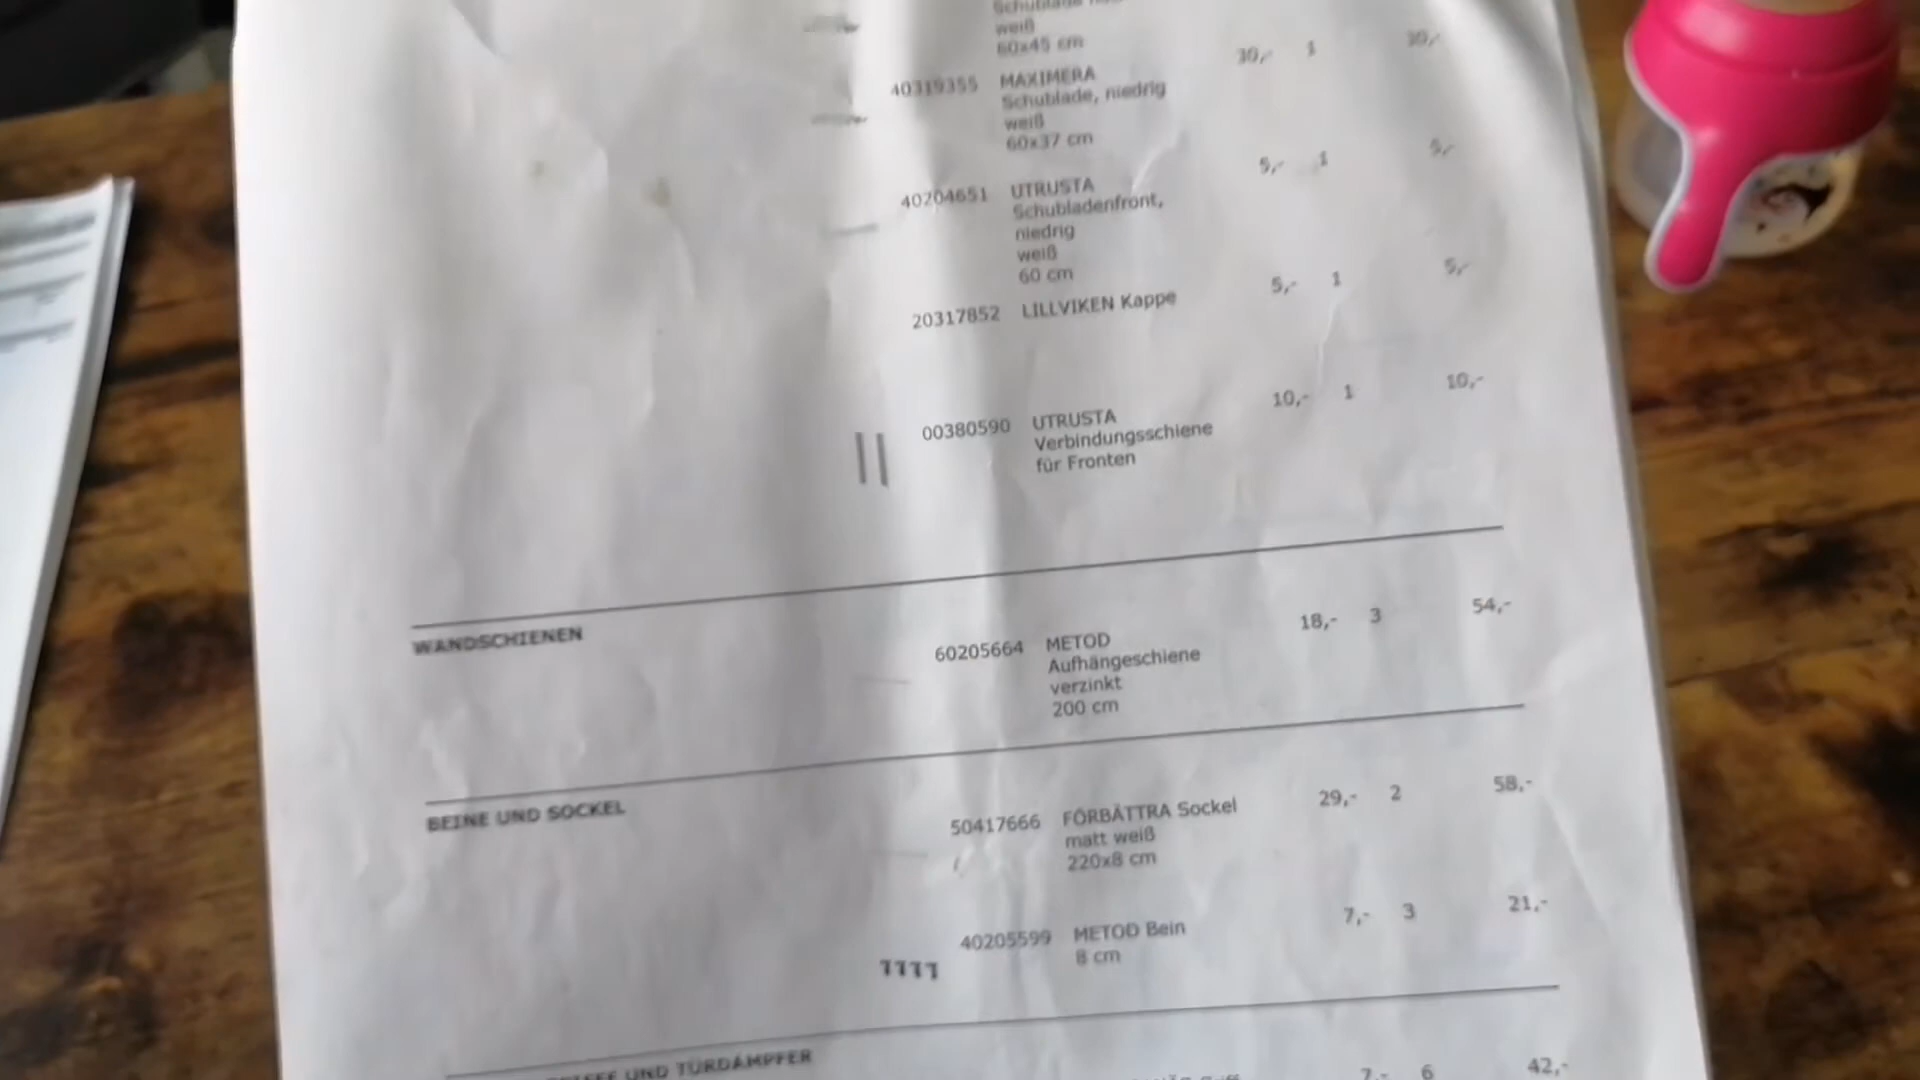 weiß
60x45 cm
40319355 MAXIMERA 30,- 1 30,-
Schublade, niedrig
weiß
60x37 cm
40204651 UTRUSTA 5,- 1 5,-
Schubladenfront,
niedrig
weiß
60 cm
20317852 LILLVIKEN Kappe 5,- 1 5,-
00380590 UTRUSTA 10,- 1 10,-
Verbindungsschiene
für Fronten
WANDSCHIENEN 60205664 METOD 18,- 3 54,-
Aufhängeschiene
verzinkt
200 cm
BEINE UND SOCKEL 50417666 FÖRBÄTTRA Sockel 29,- 2 58,-
matt weiß
220x8 cm
40205599 METOD Bein 7,- 3 21,-
8 cm
UND TÜRDÄMPFER
7,- 6 42,-